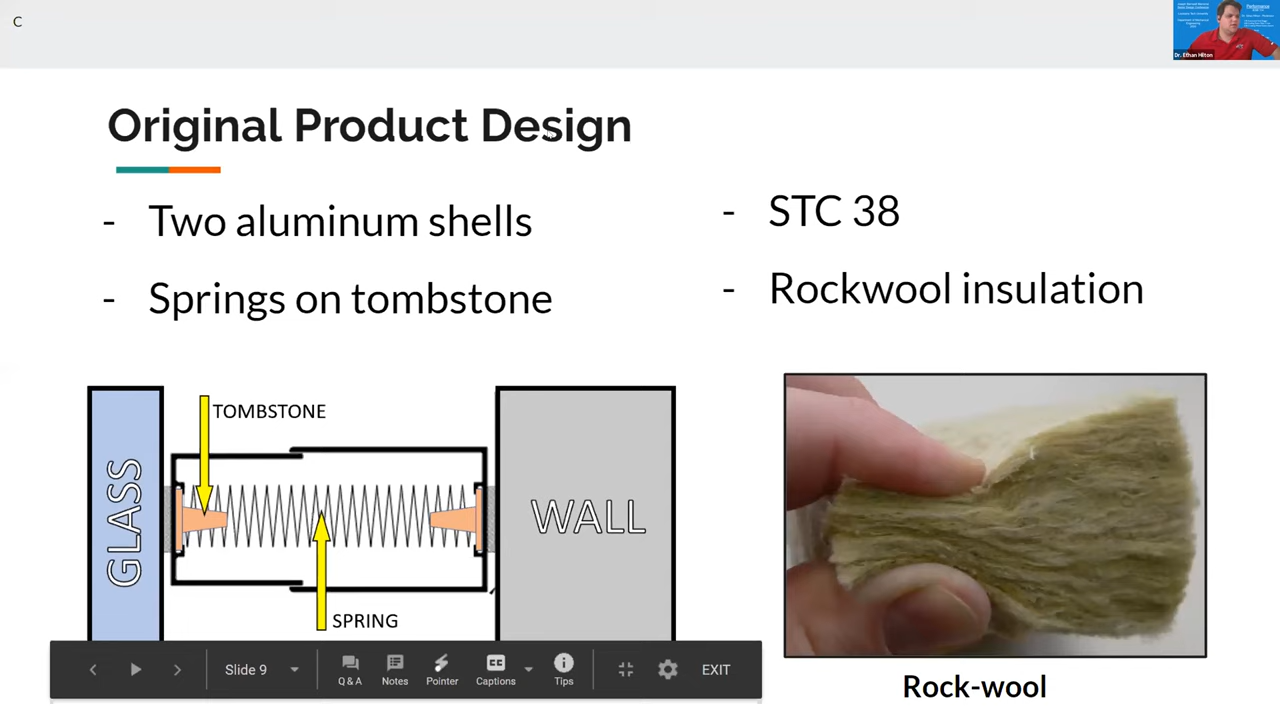 C
Dr. Ethan Hilton
Original Product Design
- Two aluminum shells
- Springs on tombstone
- STC 38
- Rockwool insulation
TOMBSTONE
GLASS
WALL
SPRING
Slide 9
Q & A
Notes
Pointer
CC
Captions
Tips
EXIT
Rock-wool